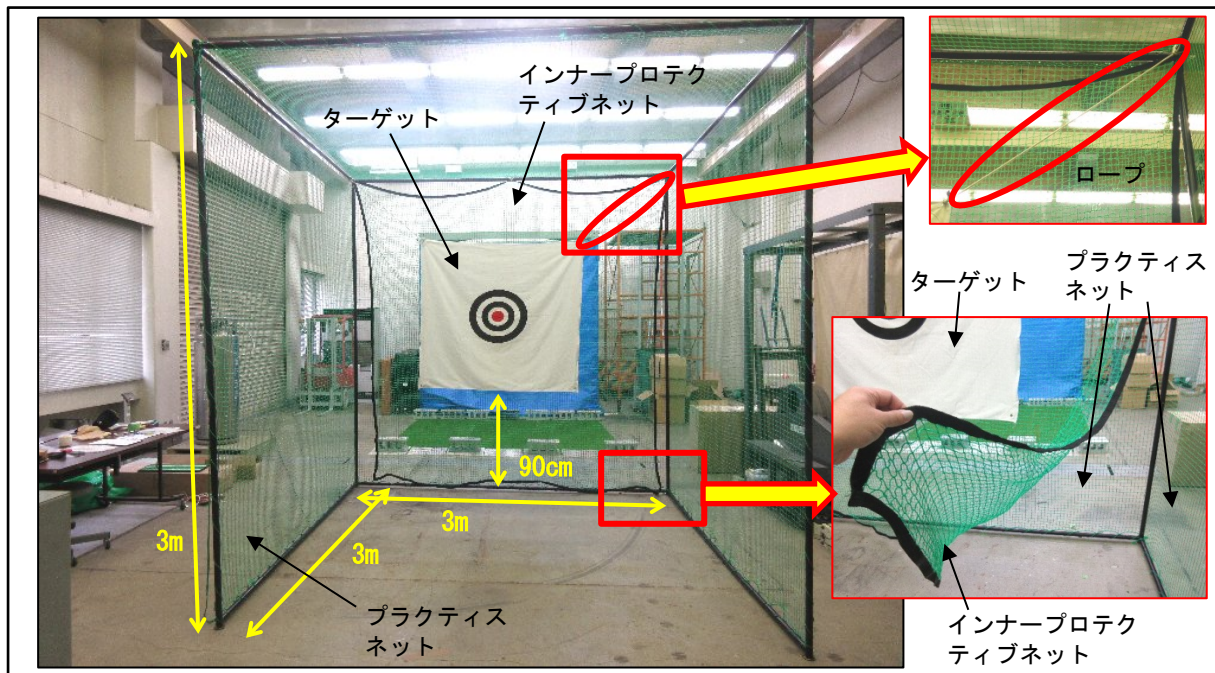 インナープロテク
ティブネット
ターゲット
ロープ
プラクティス
ネット
ターゲット
90cm
3m
3m
3m
プラクティス
ネット
インナープロテク
ティブネット